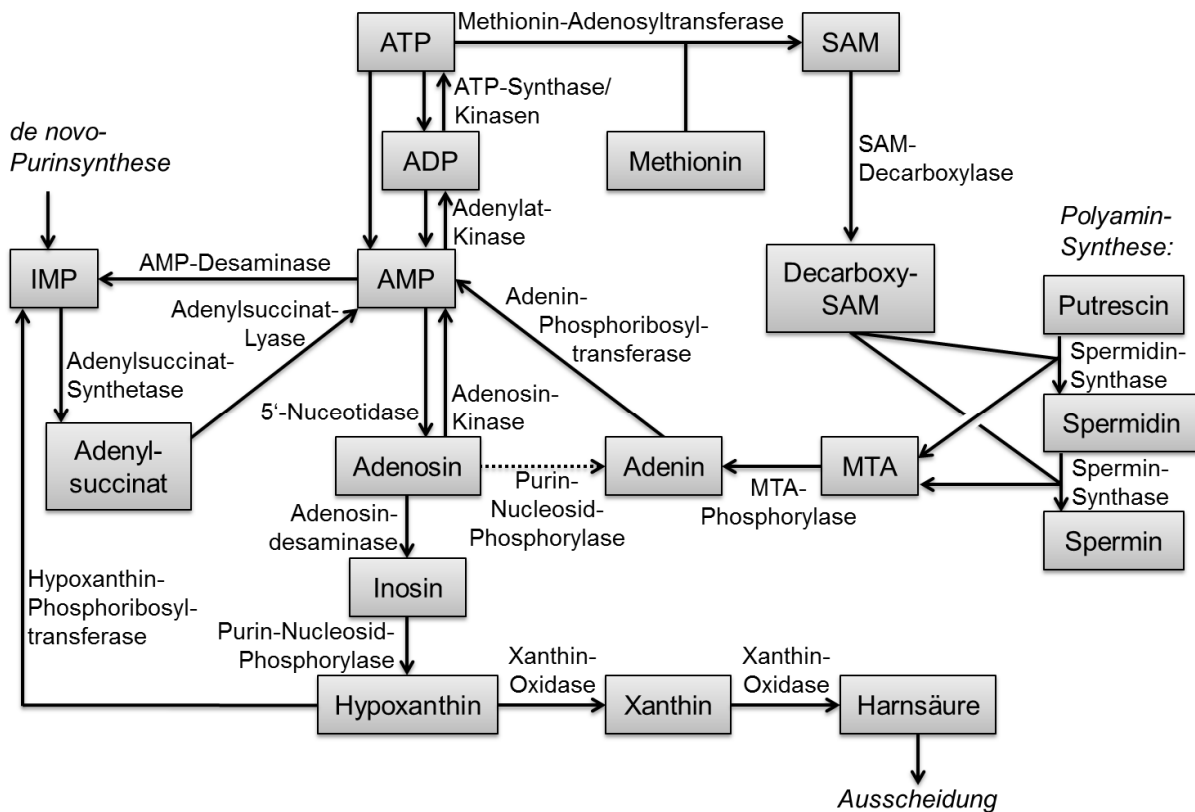 Methionin-Adenosyltransferase
ATP
SAM
ATP-Synthase/
Kinasen
de novo-
Purinsynthese
ADP
Methionin
SAM-
Decarboxylase
Adenylat-
Kinase
Polyamin-
Synthese:
IMP
AMP-Desaminase
AMP
Decarboxy-
SAM
Putrescin
Adenin-
Phosphoribosyl-
transferase
Adenylsuccinat-
Lyase
Adenylsuccinat-
Synthetase
Spermidin-
Synthase
5‘-Nuceotidase
Adenosin-
Kinase
Spermidin
Adenyl-
succinat
Adenosin
Adenin
MTA
Purin-
Nucleosid-
Phosphorylase
MTA-
Phosphorylase
Spermin-
Synthase
Adenosin-
desaminase
Spermin
Inosin
Hypoxanthin-
Phosphoribosyl-
transferase
Purin-Nucleosid-
Phosphorylase
Xanthin-
Oxidase
Xanthin-
Oxidase
Hypoxanthin
Xanthin
Harnsäure
Ausscheidung